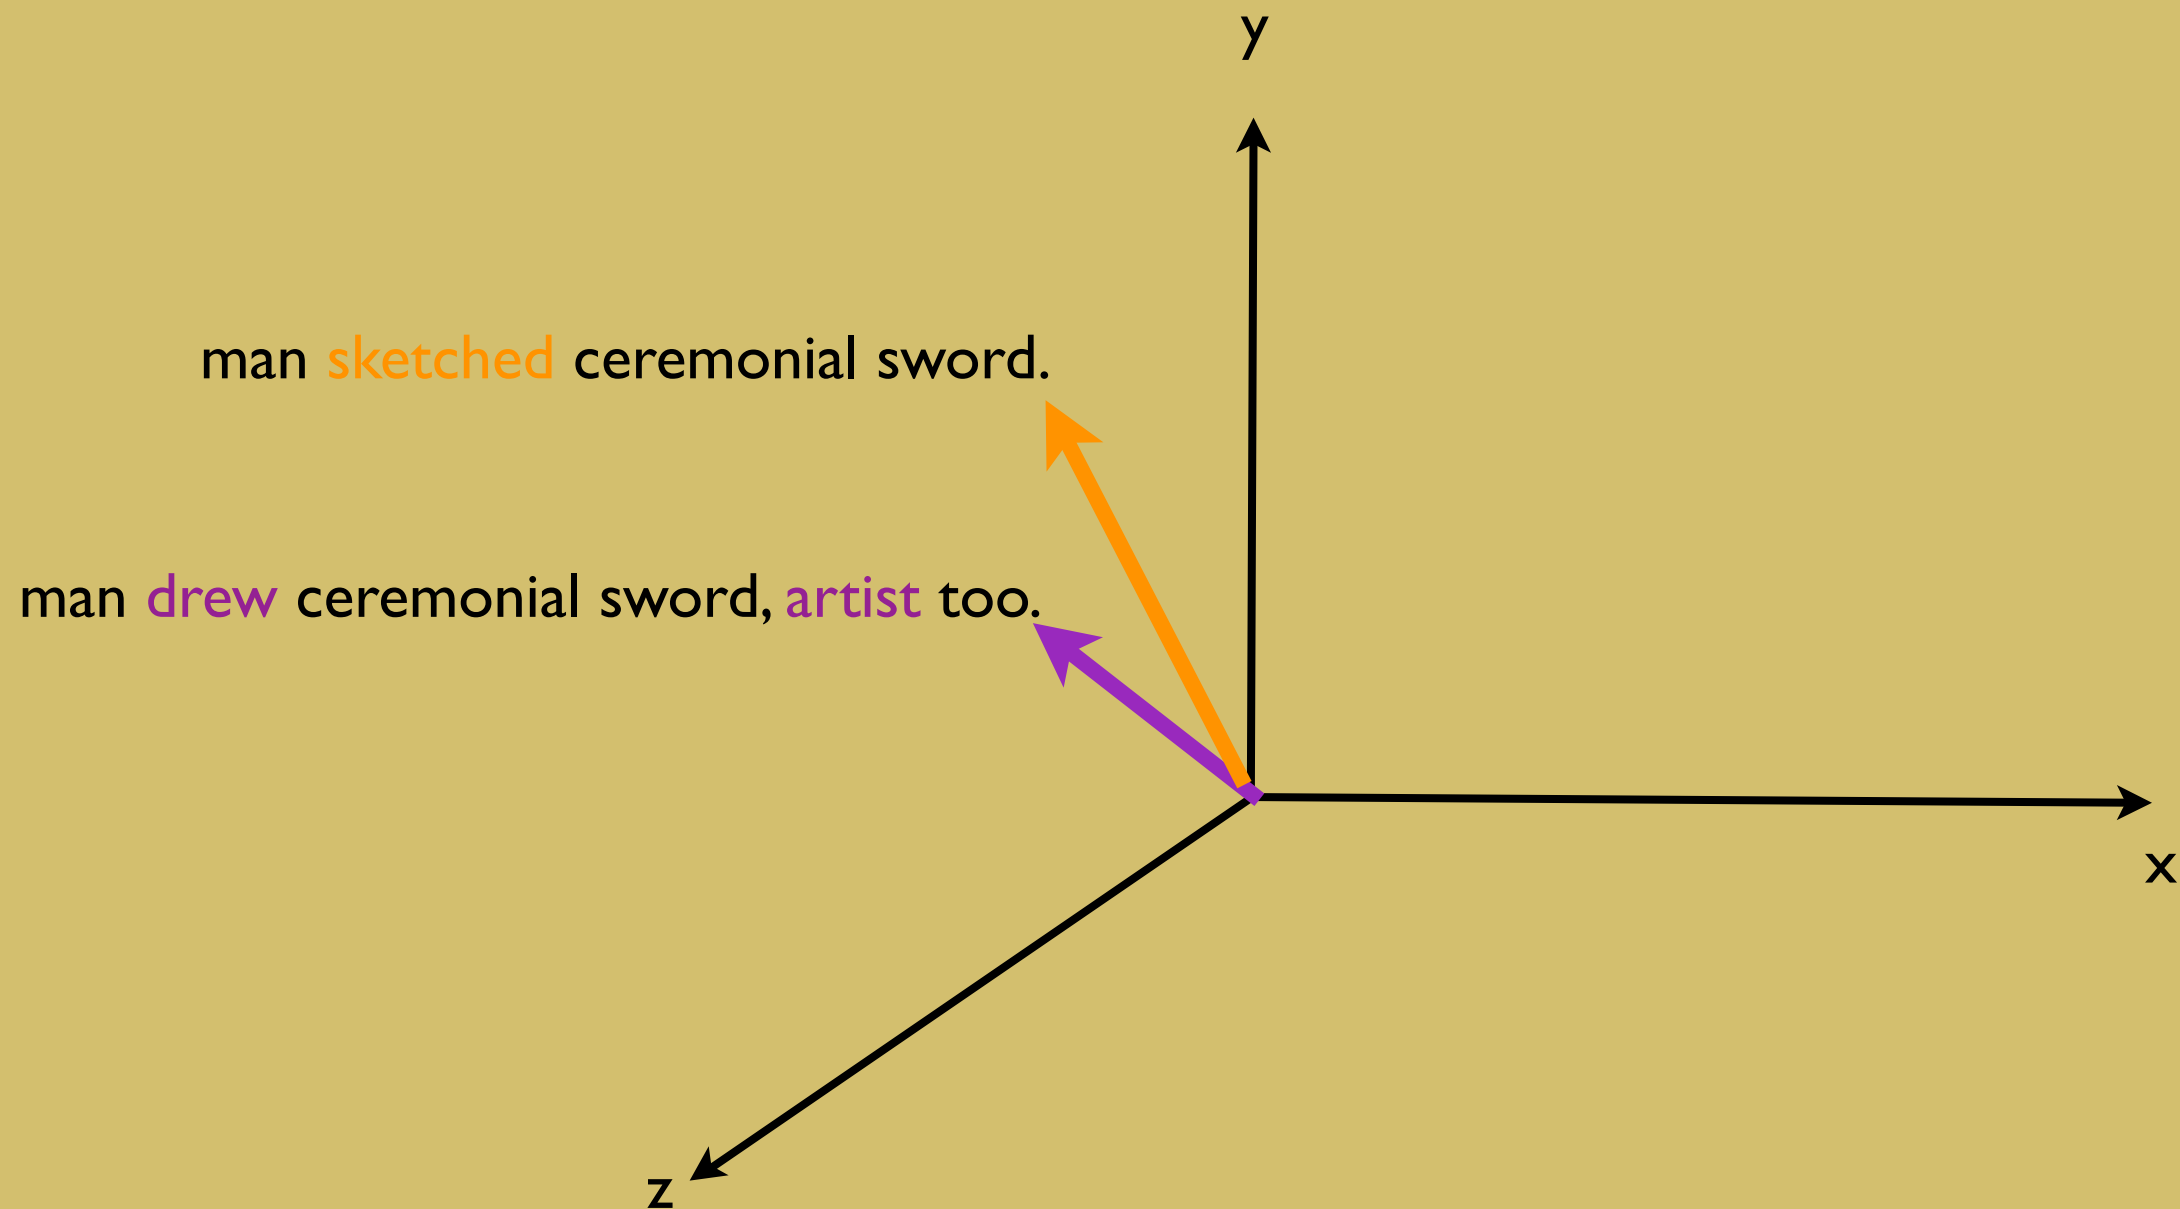 y
man sketched ceremonial sword.
man drew ceremonial sword, artist too.
x
z